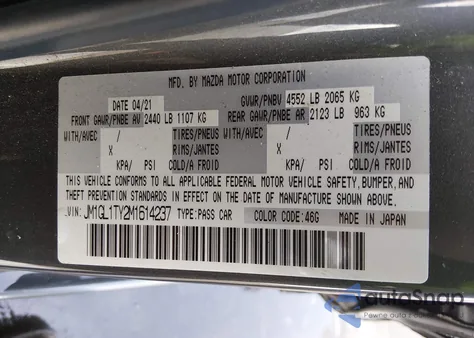 MFD. BY MAZDA MOTOR CORPORATION
DATE 04/21 GVWR/PNBV 4552 LB 2065 KG
FRONT GAWR/PNBE AV 2440 LB 1107 KG REAR GAWR/PNBE AR 2123 LB 963 KG
WITH/AVEC / TIRES/PNEUS WITH/AVEC / TIRES/PNEUS
X RIMS/JANTES X RIMS/JANTES
KPA/ PSI COLD/A FROID KPA/ PSI COLD/A FROID
THIS VEHICLE CONFORMS TO ALL APPLICABLE FEDERAL MOTOR VEHICLE SAFETY, BUMPER, AND
THEFT PREVENTION STANDARDS IN EFFECT ON THE DATE OF MANUFACTURE SHOWN ABOVE.
VIN: JM1GL1TY2M1614237 TYPE:PASS CAR COLOR CODE:46G MADE IN JAPAN
autoSnap
Pewne auta